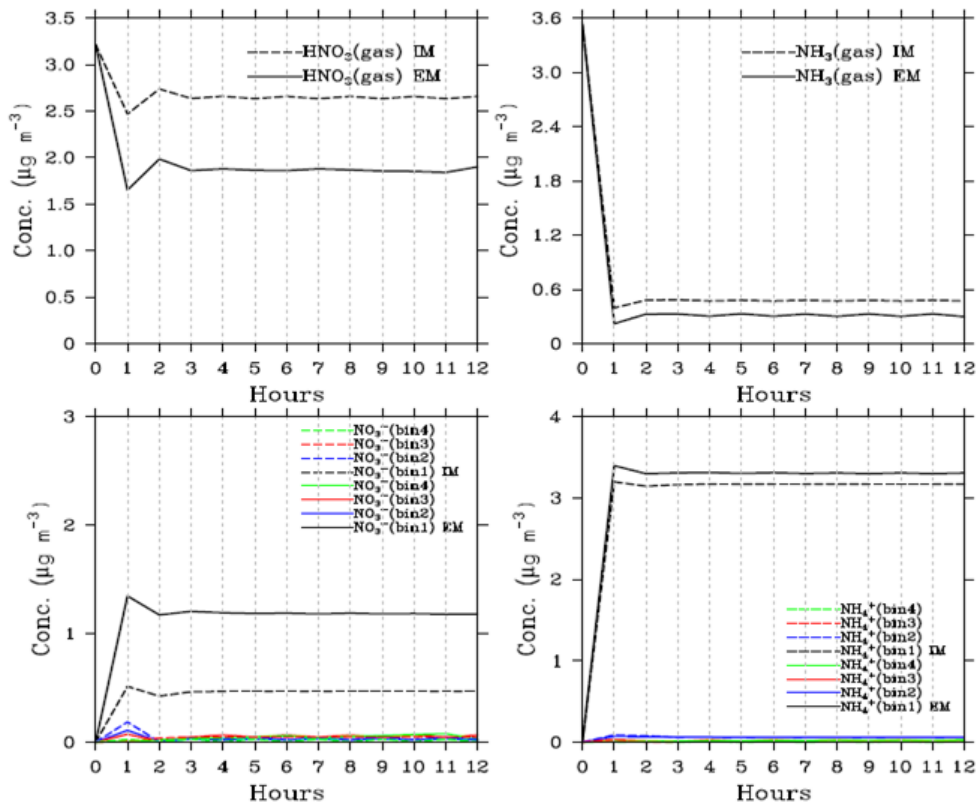 3.5
3.0
2.5
2.0
1.5
1.0
0.5
0
Conc. (μg m⁻³)
HNO₃(gas) IM
HNO₃(gas) EM
0 1 2 3 4 5 6 7 8 9 10 11 12
Hours
3.6
3.0
2.4
1.8
1.2
0.6
0
Conc. (μg m⁻³)
NH₃(gas) IM
NH₃(gas) EM
0 1 2 3 4 5 6 7 8 9 10 11 12
Hours
3
2
1
0
Conc. (μg m⁻³)
NO₃⁻(bin4)
NO₃⁻(bin3)
NO₃⁻(bin2)
NO₃⁻(bin1) IM
NO₃⁻(bin4)
NO₃⁻(bin3)
NO₃⁻(bin2)
NO₃⁻(bin1) EM
0 1 2 3 4 5 6 7 8 9 10 11 12
Hours
4
3
2
1
0
Conc. (μg m⁻³)
NH₄⁺(bin4)
NH₄⁺(bin3)
NH₄⁺(bin2)
NH₄⁺(bin1) IM
NH₄⁺(bin4)
NH₄⁺(bin3)
NH₄⁺(bin2)
NH₄⁺(bin1) EM
0 1 2 3 4 5 6 7 8 9 10 11 12
Hours